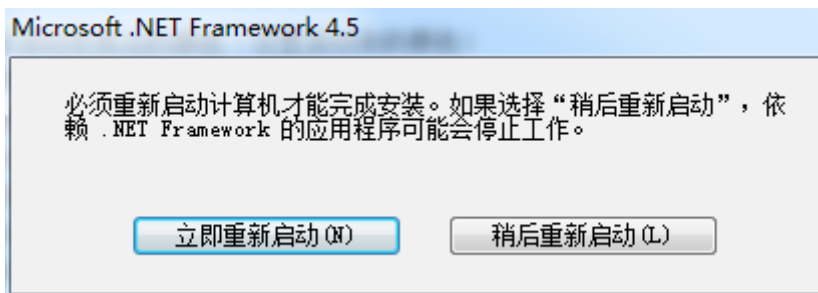 Microsoft .NET Framework 4.5
必须重新启动计算机才能完成安装。如果选择“稍后重新启动”，依
赖 .NET Framework 的应用程序可能会停止工作。
立即重新启动(N)
稍后重新启动(L)